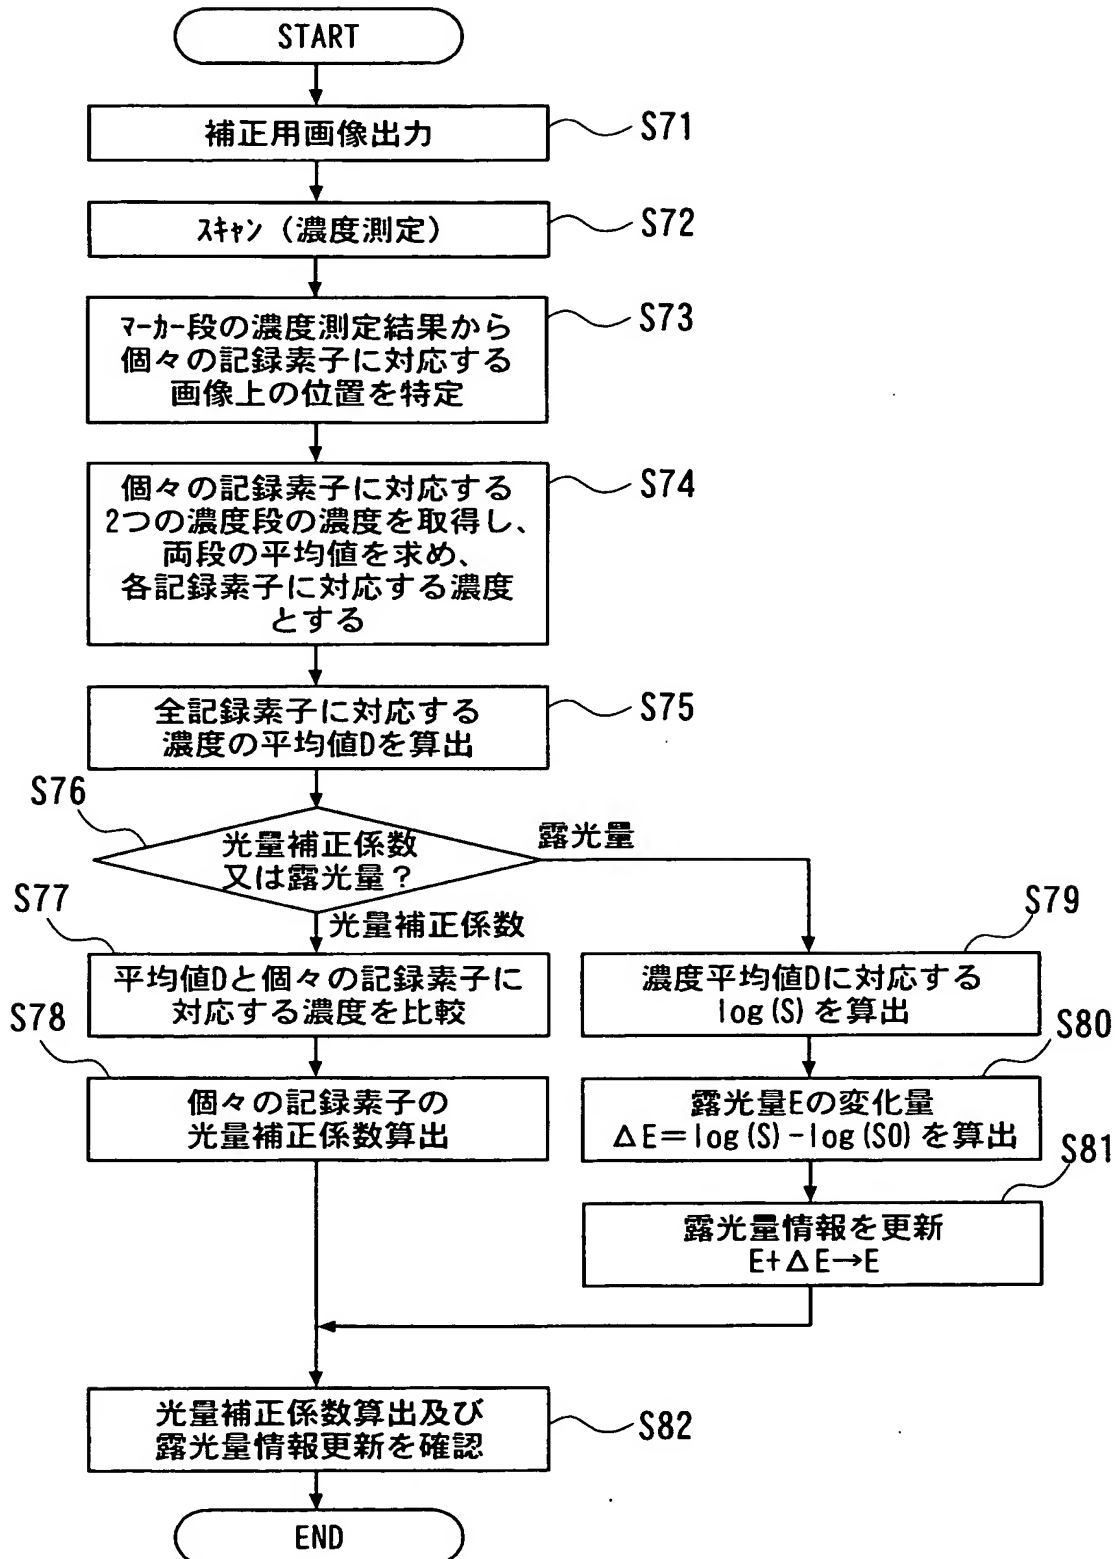 START
補正用画像出力
S71
ｽｷｬﾝ（濃度測定）
S72
ﾏｰｶｰ段の濃度測定結果から
個々の記録素子に対応する
画像上の位置を特定
S73
個々の記録素子に対応する
2つの濃度段の濃度を取得し、
両段の平均値を求め、
各記録素子に対応する濃度
とする
S74
全記録素子に対応する
濃度の平均値Dを算出
S75
S76
光量補正係数
又は露光量？
露光量
光量補正係数
S77
平均値Dと個々の記録素子に
対応する濃度を比較
S78
個々の記録素子の
光量補正係数算出
S79
濃度平均値Dに対応する
log(S)を算出
S80
露光量Eの変化量
ΔE=log(S)-log(S0)を算出
S81
露光量情報を更新
E+ΔE→E
光量補正係数算出及び
露光量情報更新を確認
S82
END